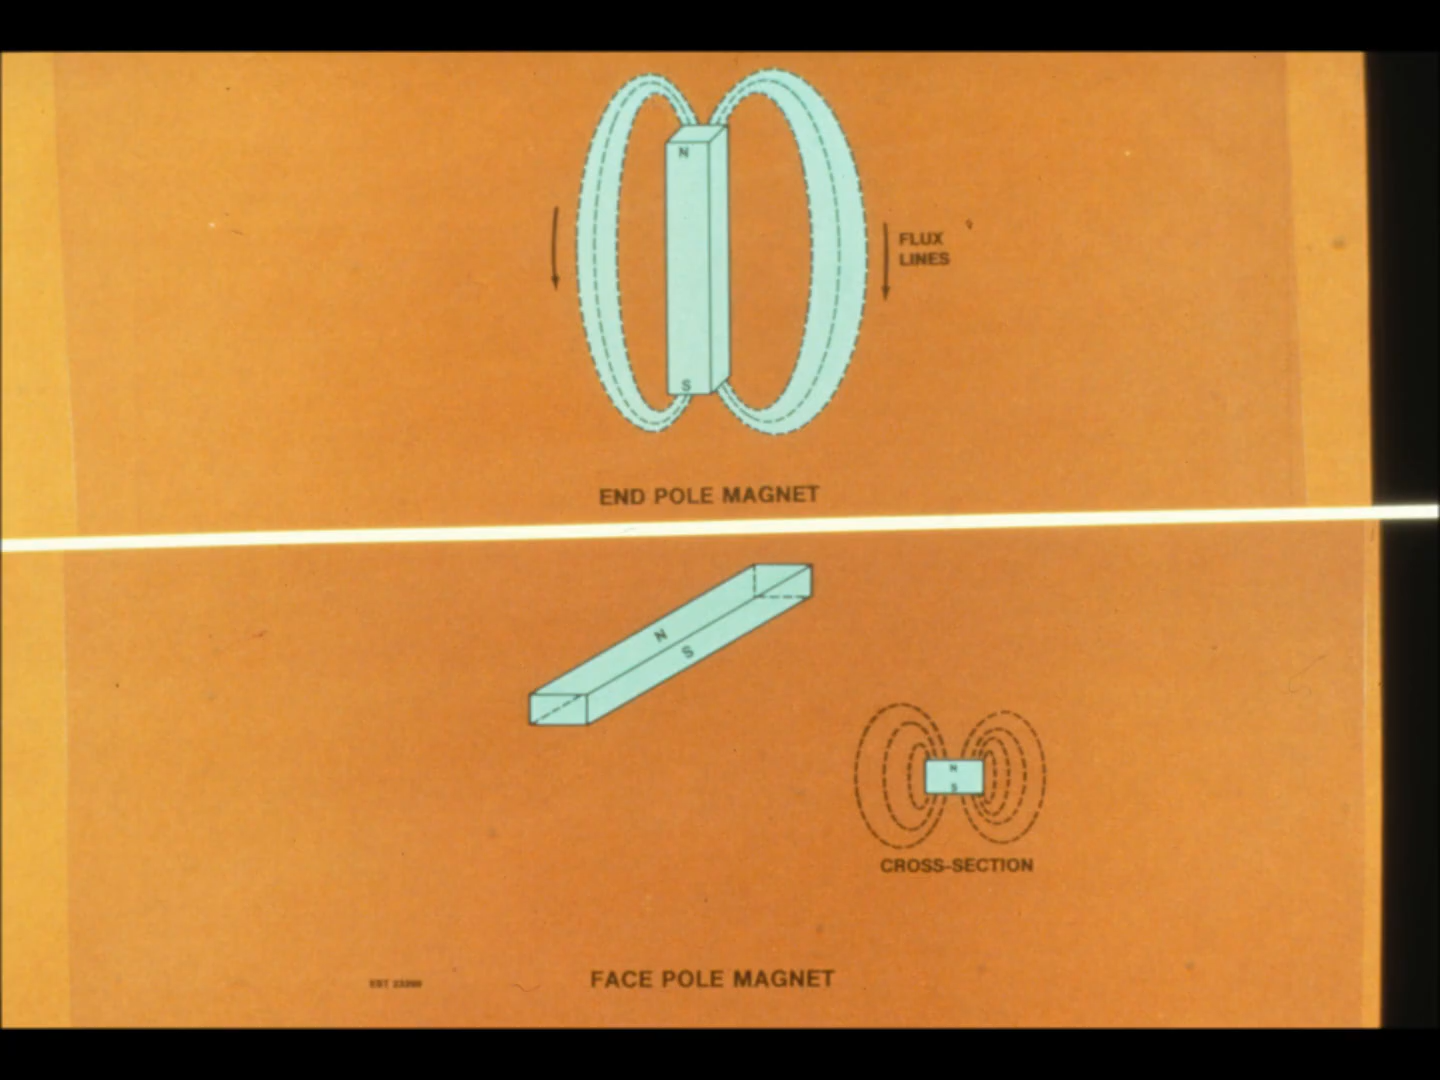 N
FLUX
LINES
S
END POLE MAGNET
N
S
N
S
CROSS-SECTION
FACE POLE MAGNET